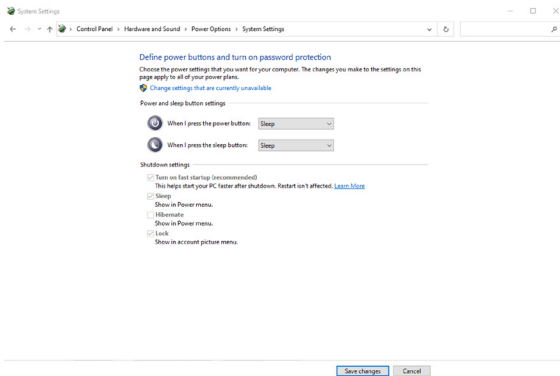 System Settings
Control Panel > Hardware and Sound > Power Options > System Settings
Define power buttons and turn on password protection
Choose the power settings that you want for your computer. The changes you make to the settings on this
page apply to all of your power plans.
Change settings that are currently unavailable
Power and sleep button settings
When I press the power button: Sleep
When I press the sleep button: Sleep
Shutdown settings
Turn on fast startup (recommended)
This helps start your PC faster after shutdown. Restart isn't affected. Learn More
Sleep
Show in Power menu.
Hibernate
Show in Power menu.
Lock
Show in account picture menu.
Save changes Cancel